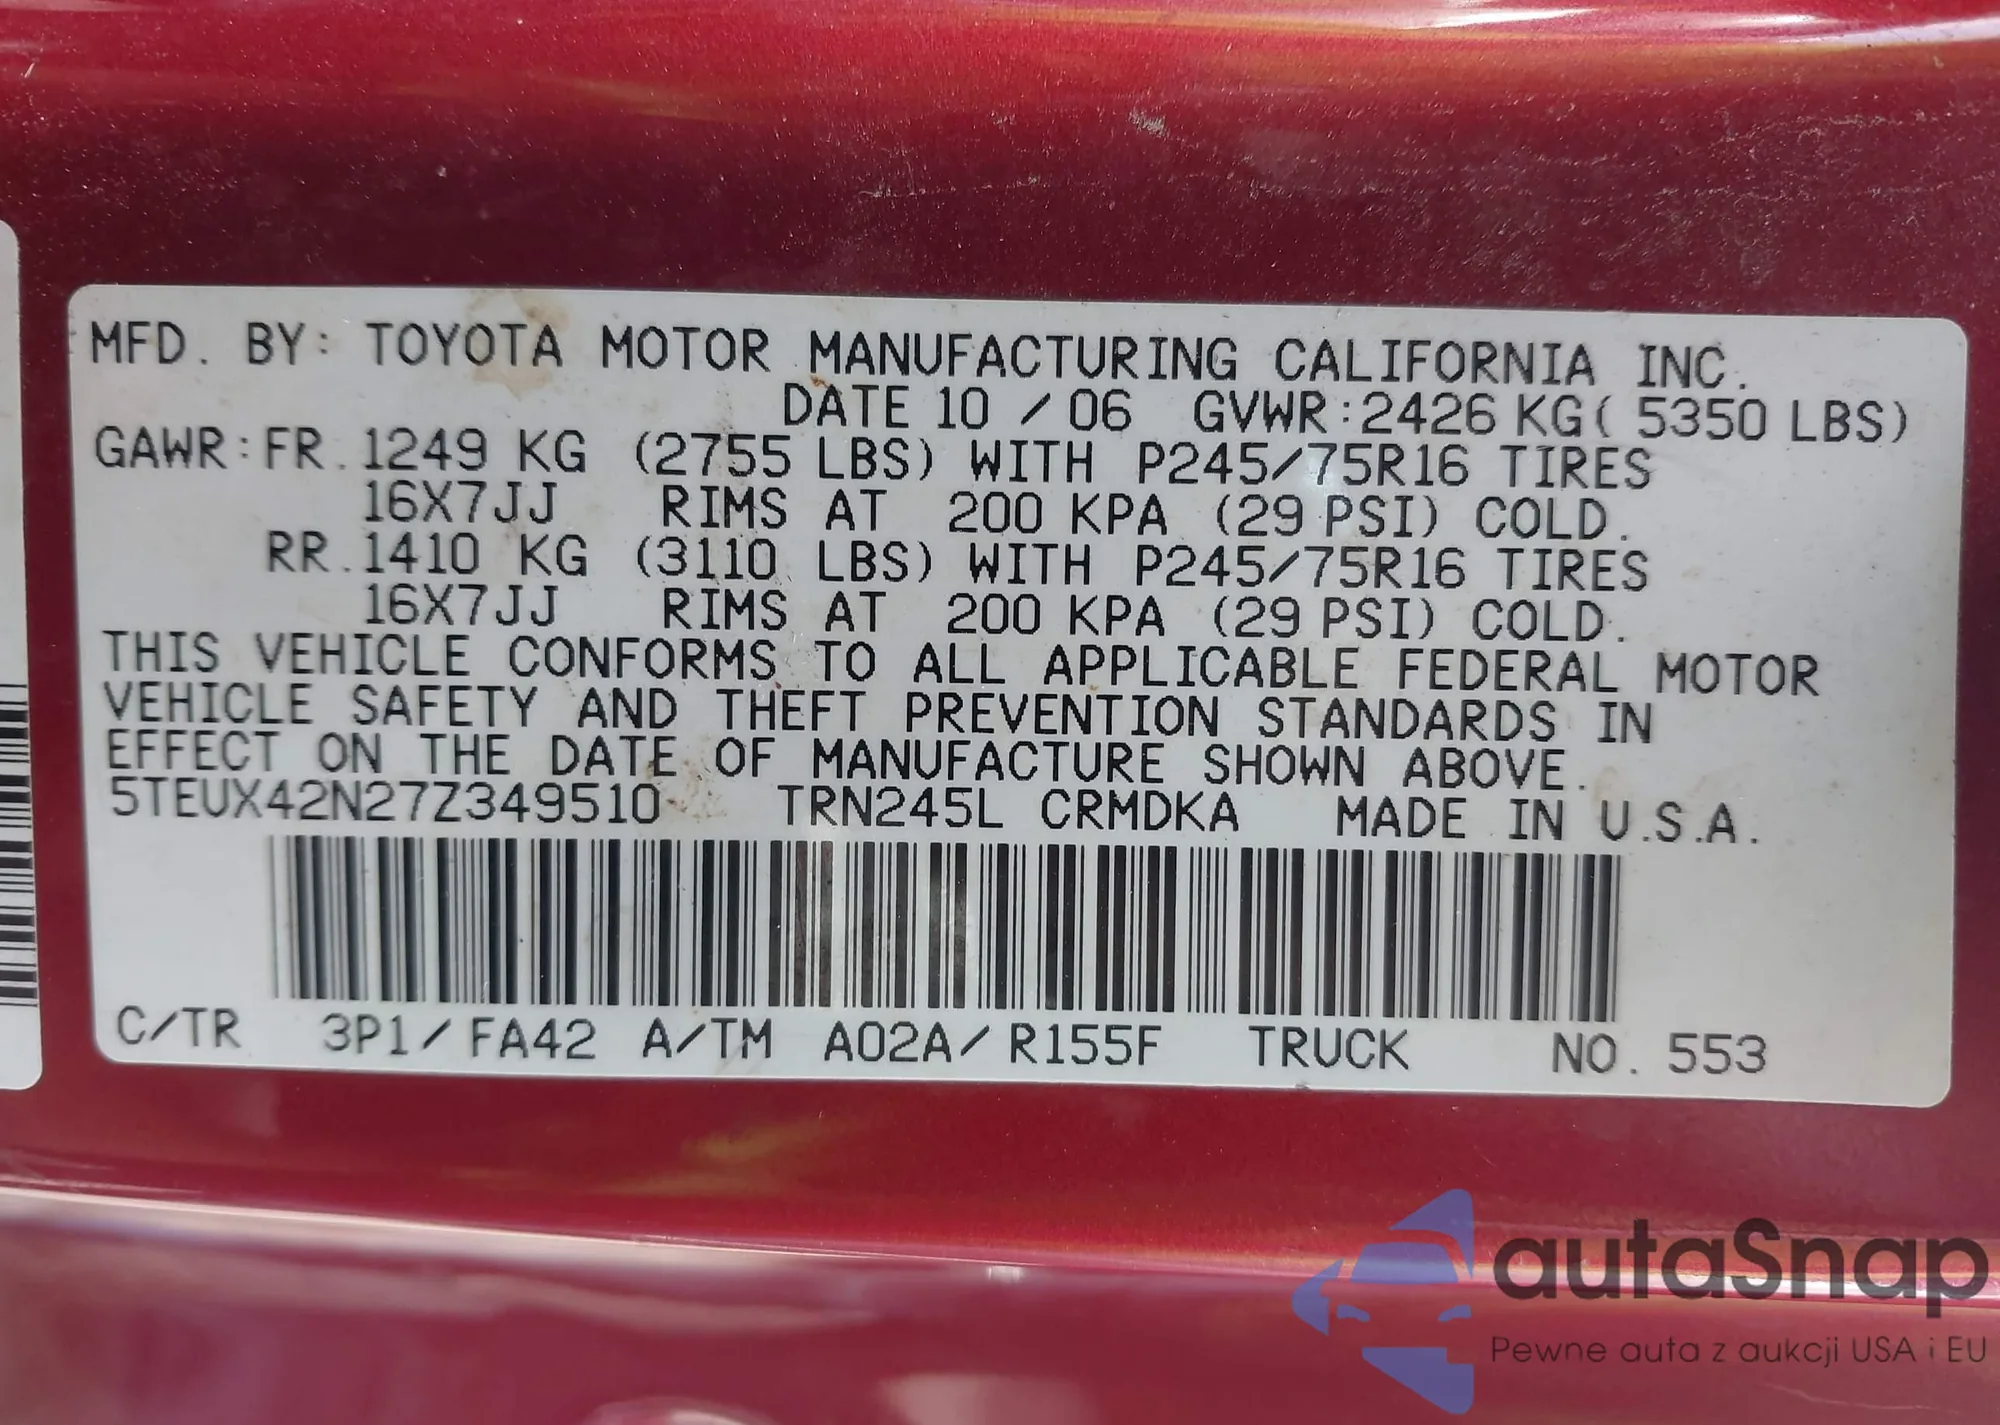 MFD. BY: TOYOTA MOTOR MANUFACTURING CALIFORNIA INC.
DATE 10 / 06 GVWR:2426 KG( 5350 LBS)
GAWR:FR.1249 KG (2755 LBS) WITH P245/75R16 TIRES
16X7JJ RIMS AT 200 KPA (29 PSI) COLD.
RR.1410 KG (3110 LBS) WITH P245/75R16 TIRES
16X7JJ RIMS AT 200 KPA (29 PSI) COLD.
THIS VEHICLE CONFORMS TO ALL APPLICABLE FEDERAL MOTOR
VEHICLE SAFETY AND THEFT PREVENTION STANDARDS IN
EFFECT ON THE DATE OF MANUFACTURE SHOWN ABOVE.
5TEUX42N27Z349510 TRN245L CRMDKA MADE IN U.S.A.
C/TR 3P1/FA42 A/TM A02A/R155F TRUCK NO. 553
autaSnap
Pewne auta z aukcji USA i EU